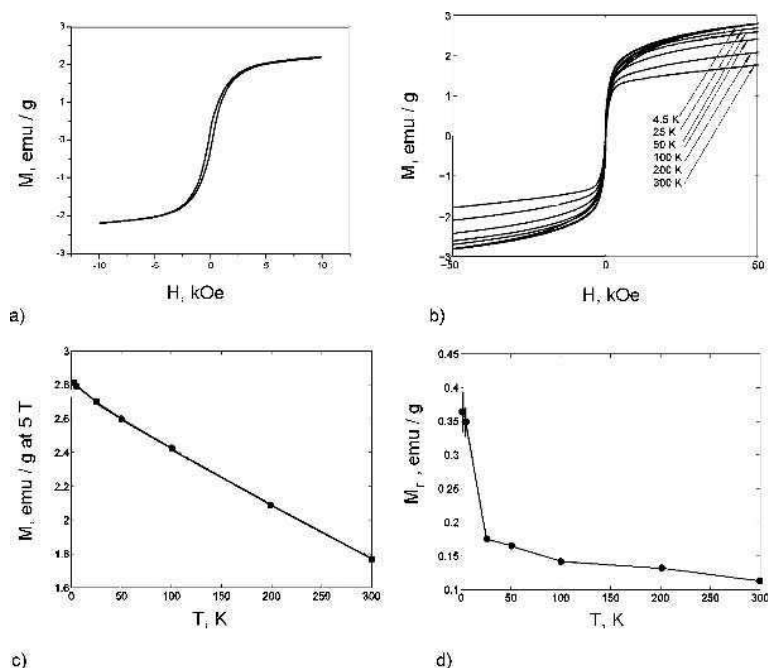 3
2
1
-0
-1
-2
-3
-10
-5
0
5
10
M, emu / g
H, kOe
a)
3
2
1
0
-1
-2
-3
-50
0
50
4.5 K
25 K
50 K
100 K
200 K
300 K
M, emu / g
H, kOe
b)
3
2.8
2.6
2.4
2.2
2
1.8
1.6
0
50
100
150
200
250
300
M, emu / g at 5 T
T, K
c)
0.45
0.4
0.35
0.3
0.25
0.2
0.15
0.1
0
50
100
150
200
250
300
Mr , emu / g
T, K
d)